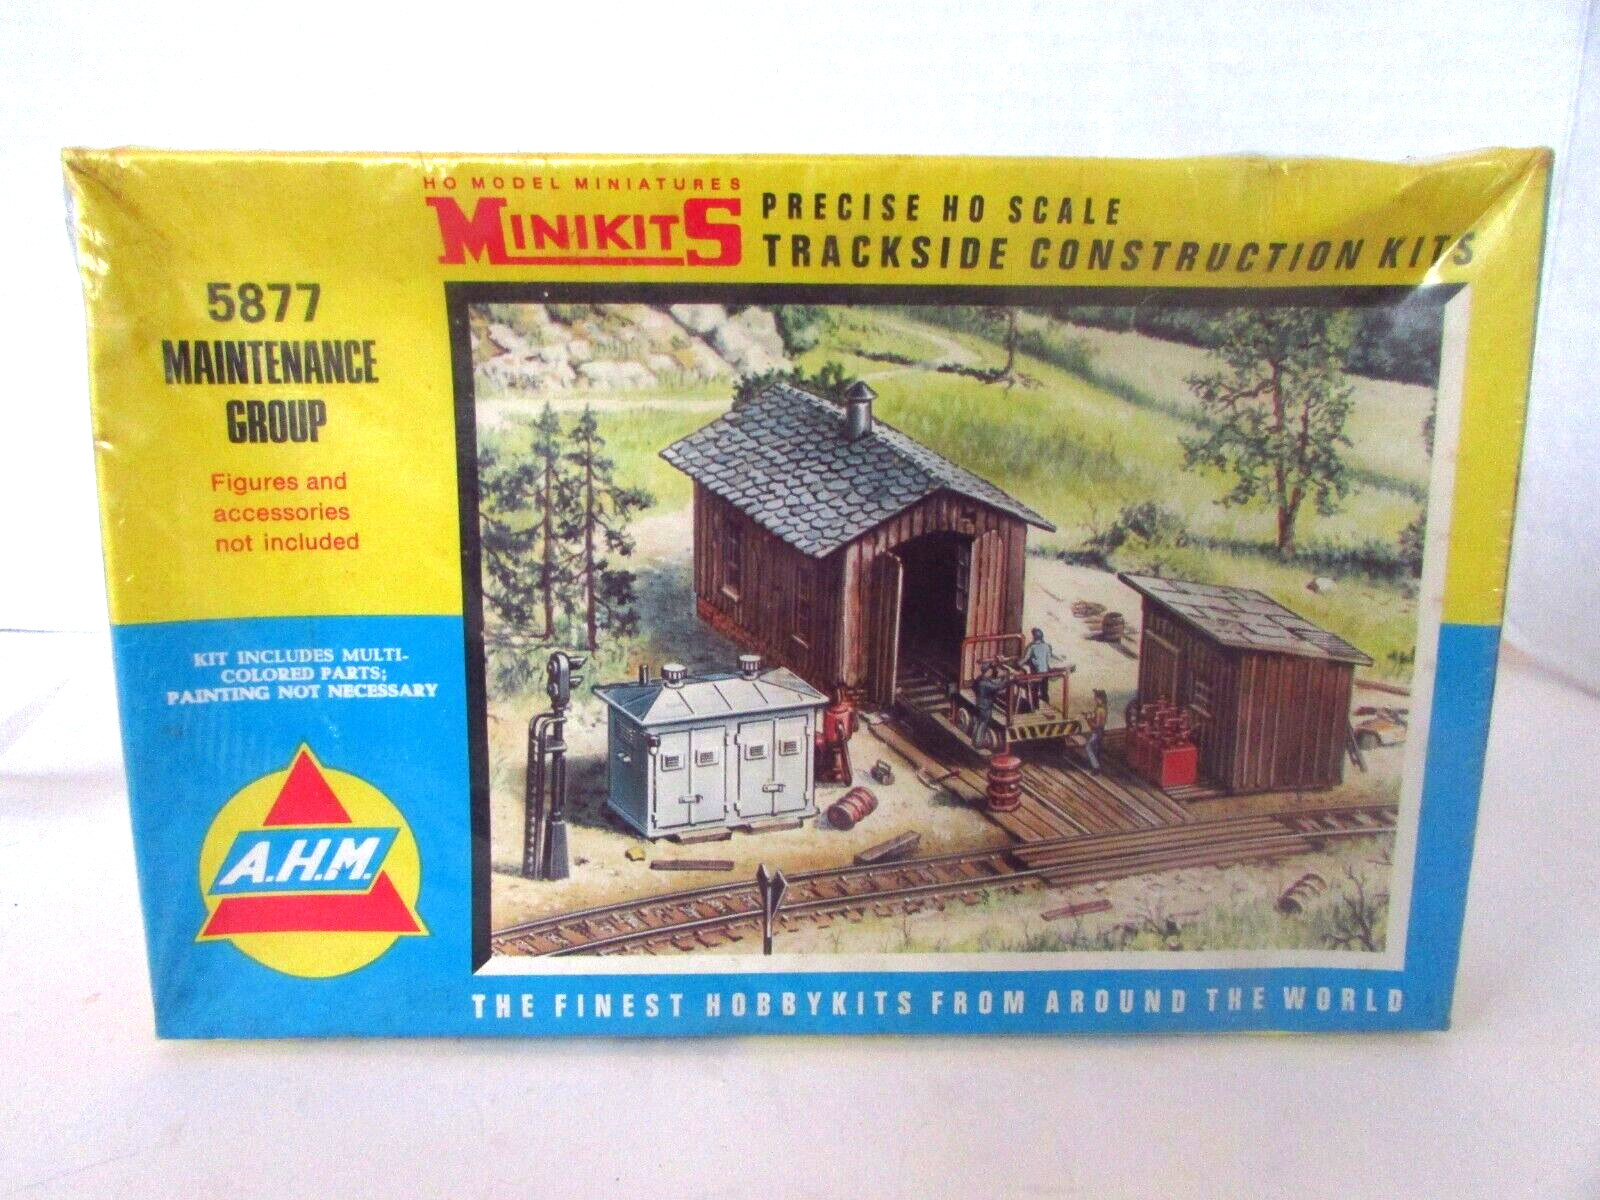 HO MODEL MINIATURES
MINIKITS
PRECISE HO SCALE
TRACKSIDE CONSTRUCTION KITS
5877
MAINTENANCE
GROUP
Figures and
accessories
not included
KIT INCLUDES MULTI-
COLORED PARTS;
PAINTING NOT NECESSARY
A.H.M.
THE FINEST HOBBYKITS FROM AROUND THE WORLD